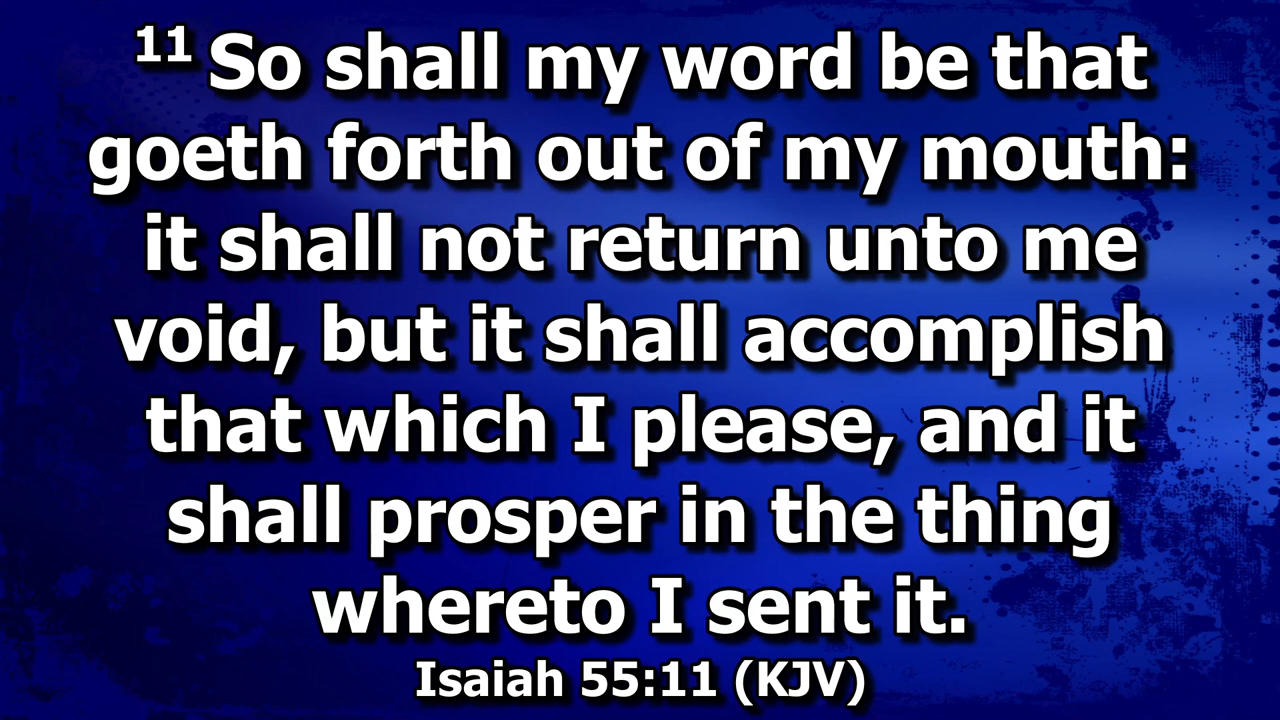 11 So shall my word be that
goeth forth out of my mouth:
it shall not return unto me
void, but it shall accomplish
that which I please, and it
shall prosper in the thing
whereto I sent it.
Isaiah 55:11 (KJV)